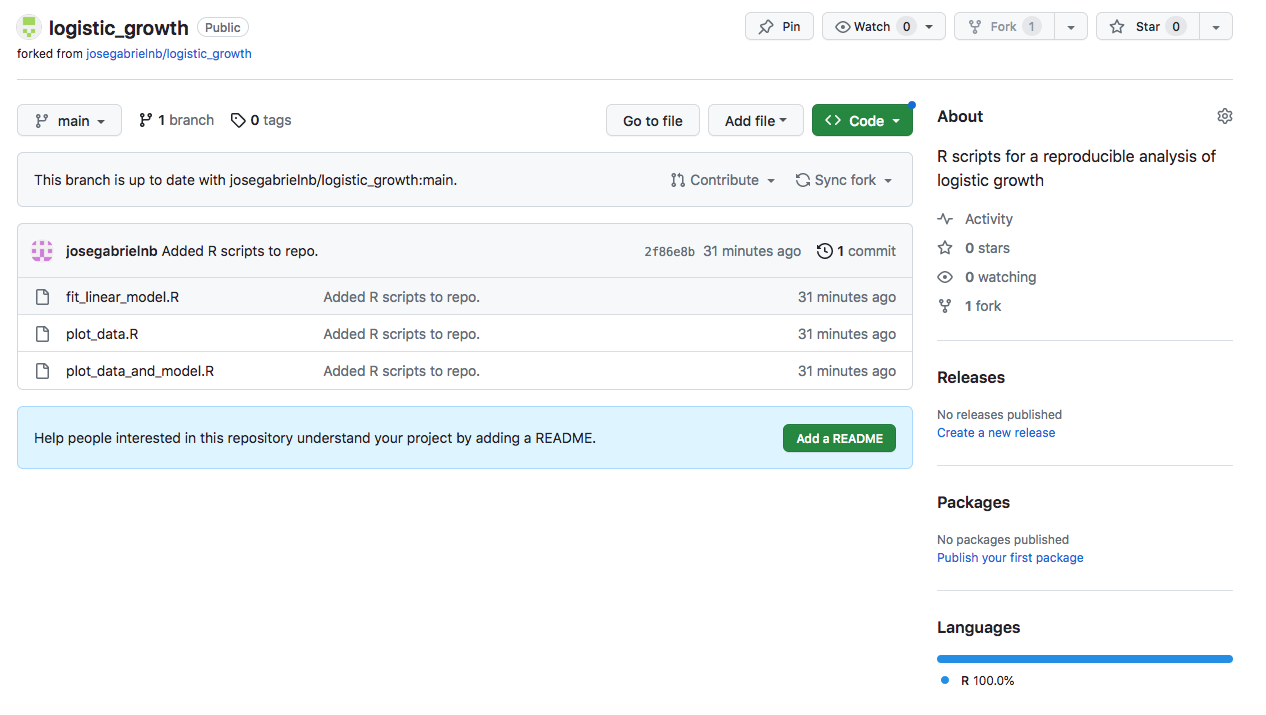 logistic_growth Public Pin Watch 0 Fork 1 Star 0
forked from josegabrielnb/logistic_growth
main 1 branch 0 tags Go to file Add file Code
This branch is up to date with josegabrielnb/logistic_growth:main. Contribute Sync fork
josegabrielnb Added R scripts to repo. 2f86e8b 31 minutes ago 1 commit
fit_linear_model.R Added R scripts to repo. 31 minutes ago
plot_data.R Added R scripts to repo. 31 minutes ago
plot_data_and_model.R Added R scripts to repo. 31 minutes ago
Help people interested in this repository understand your project by adding a README. Add a README
About
R scripts for a reproducible analysis of
logistic growth
Activity
0 stars
0 watching
1 fork
Releases
No releases published
Create a new release
Packages
No packages published
Publish your first package
Languages
R 100.0%